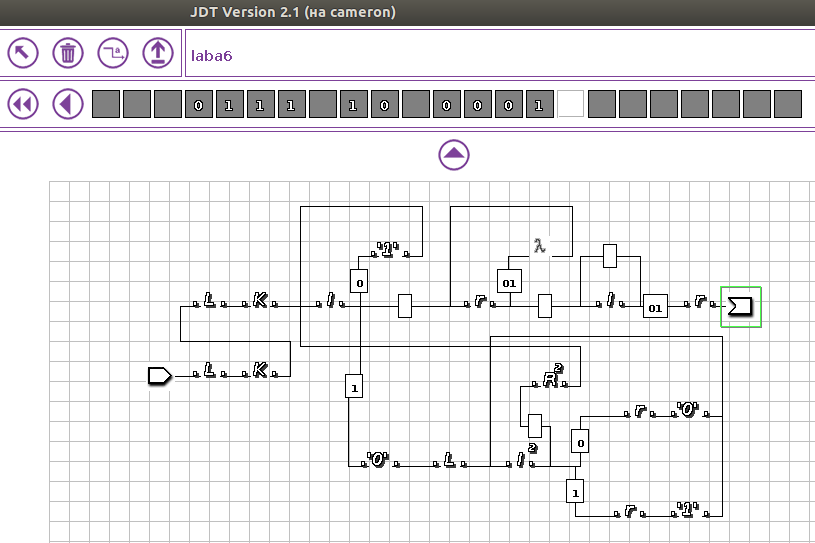 JDT Version 2.1 (на cameron)
laba6
0 1 1 1 1 0 0 0 0 1
'1' λ
0 01
L K l r l 01 r
L K
1
R²
r '0'
0
'0' L l²
1
r '1'